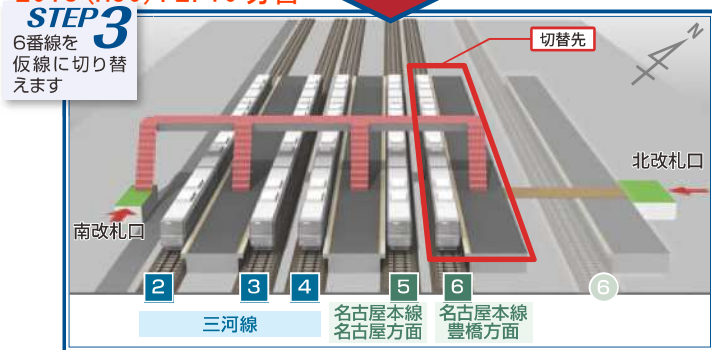 STEP3
6番線を
仮線に切り替
えます
切替先
N
北改札口
南改札口
2
3
4
5
6
6
三河線
名古屋本線
名古屋方面
名古屋本線
豊橋方面